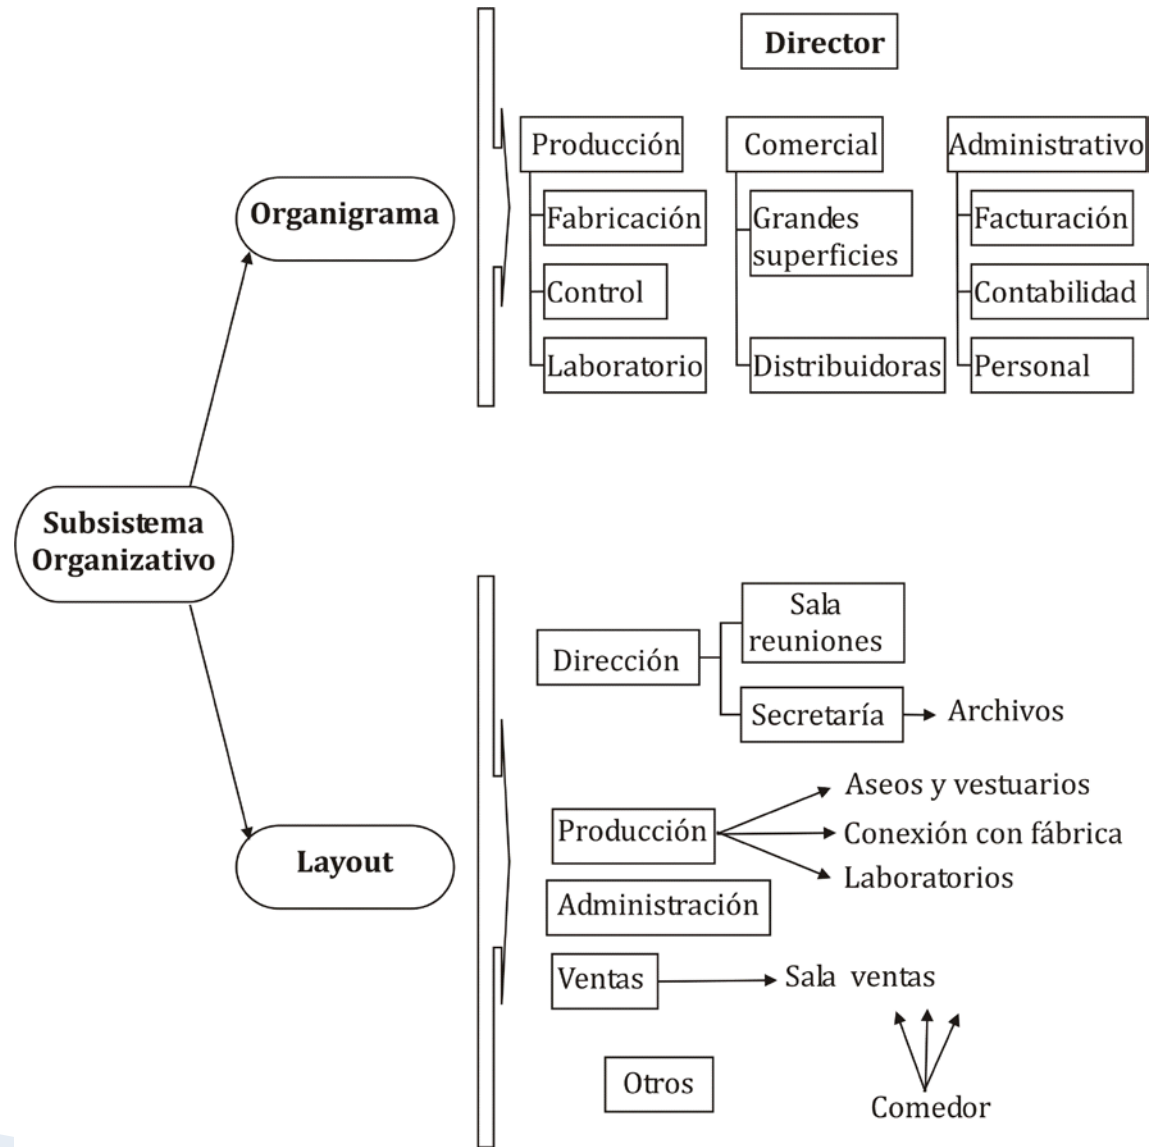 Director
Producción
Comercial
Administrativo
Organigrama
Fabricación
Grandes
superficies
Facturación
Control
Contabilidad
Laboratorio
Distribuidoras
Personal
Subsistema
Organizativo
Sala
reuniones
Dirección
Secretaría
Archivos
Layout
Aseos y vestuarios
Producción
Conexión con fábrica
Laboratorios
Administración
Ventas
Sala ventas
Otros
Comedor